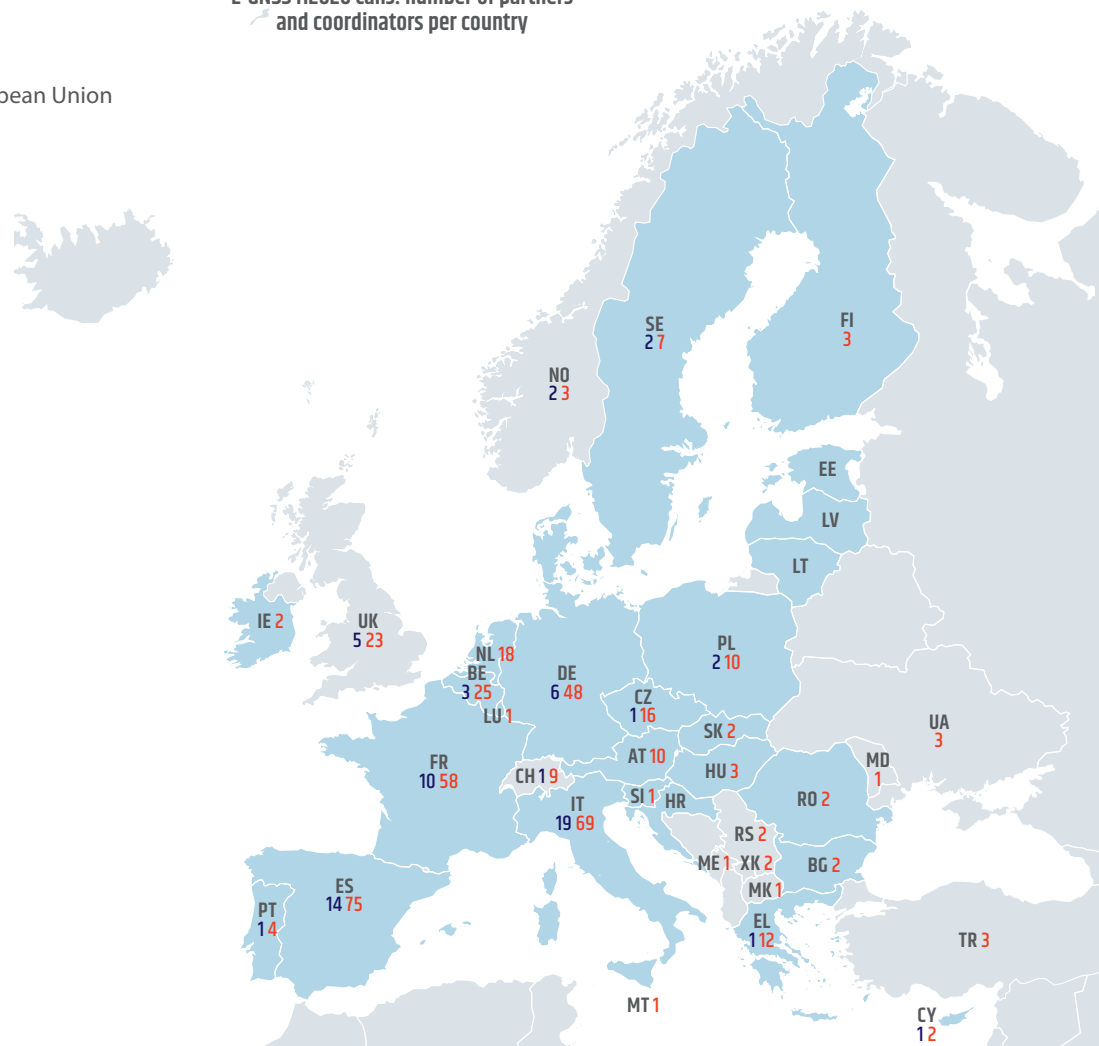 and coordinators per country
pean Union
SE
2 7
FI
3
NO
2 3
EE
LV
LT
IE 2
UK
5 23
NL 18
BE
3 25
LU 1
DE
6 48
PL
2 10
CZ
1 16
SK 2
AT 10
HU 3
UA
3
MD
1
FR
10 58
CH 1 9
IT
19 69
SI 1
HR
RO 2
RS 2
ME 1
XK 2
BG 2
MK 1
ES
14 75
PT
1 4
EL
1 12
TR 3
MT 1
CY
1 2